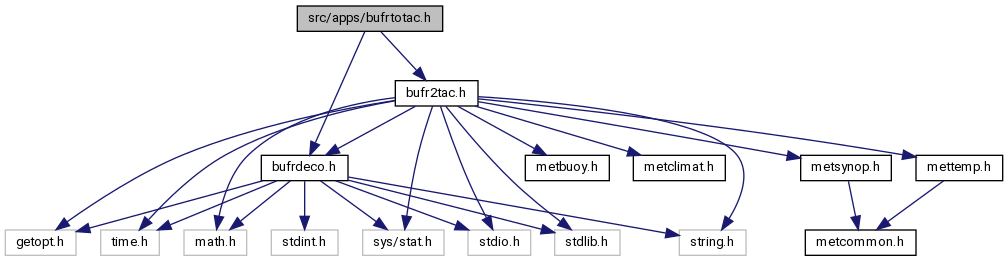 src/apps/bufrtotac.h
bufr2tac.h
bufrdeco.h
metbuoy.h
metclimat.h
metsynop.h
mettemp.h
getopt.h
time.h
math.h
stdint.h
sys/stat.h
stdio.h
stdlib.h
string.h
metcommon.h